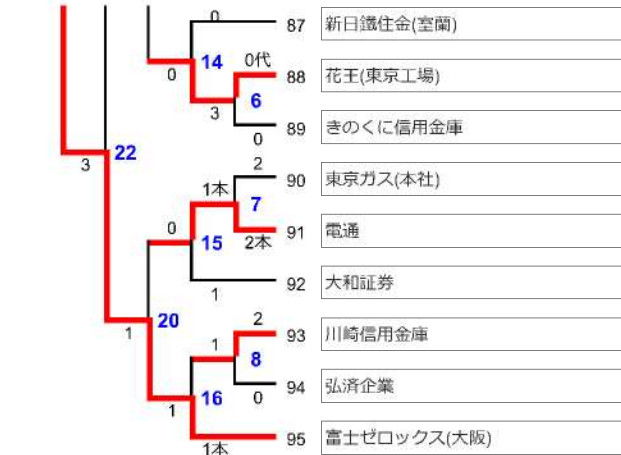 0
87 新日鐵住金(室蘭)
14 0代
0
88 花王(東京工場)
6
3
89 きのくに信用金庫
0
22
3
2
90 東京ガス(本社)
1本
7
0
91 電通
15 2本
92 大和証券
1
20
1
2
93 川崎信用金庫
1
8
94 弘済企業
0
16
1
95 富士ゼロックス(大阪)
1本